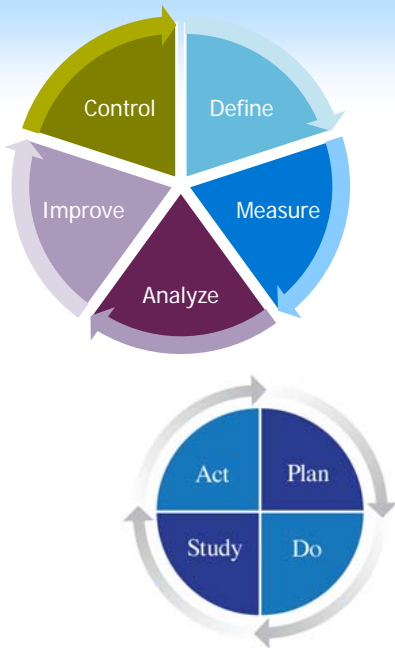 Control Define
Improve Measure
Analyze
Act Plan
Study Do